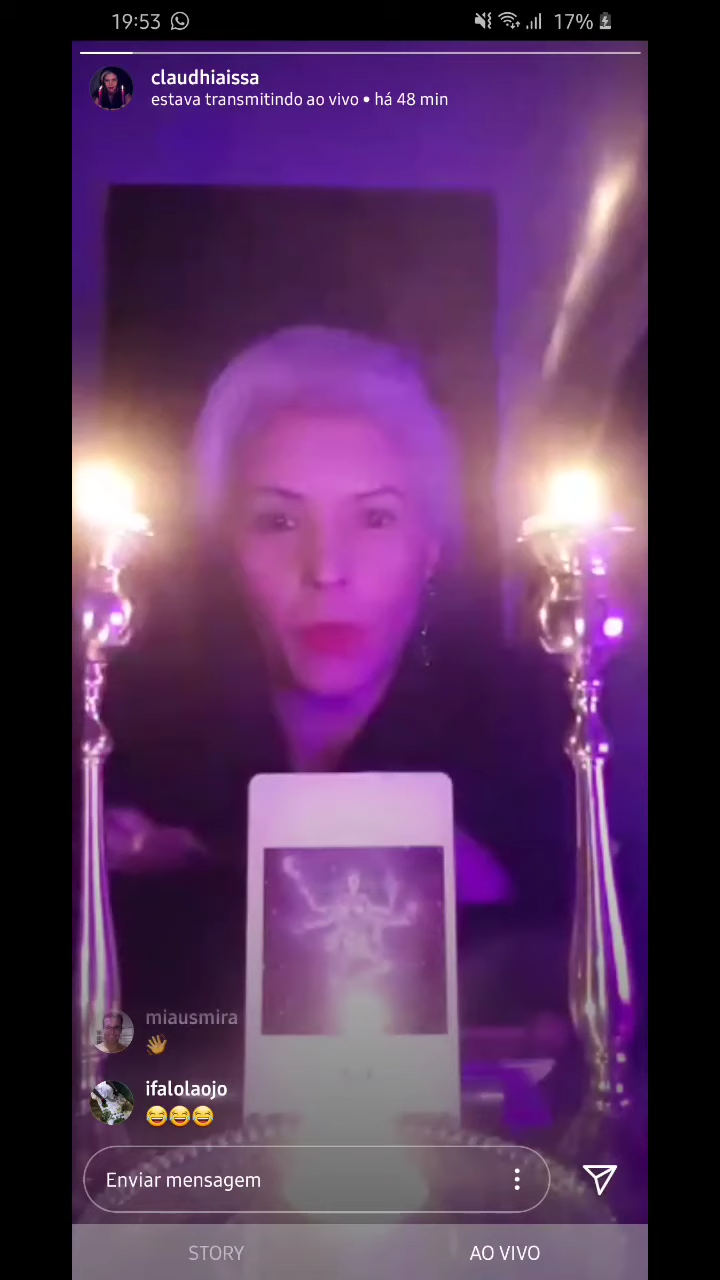 19:53
17%
claudhiaissa
estava transmitindo ao vivo • há 48 min
miausmira
👋
ifalolaojo
😂😂😂
Enviar mensagem
STORY
AO VIVO